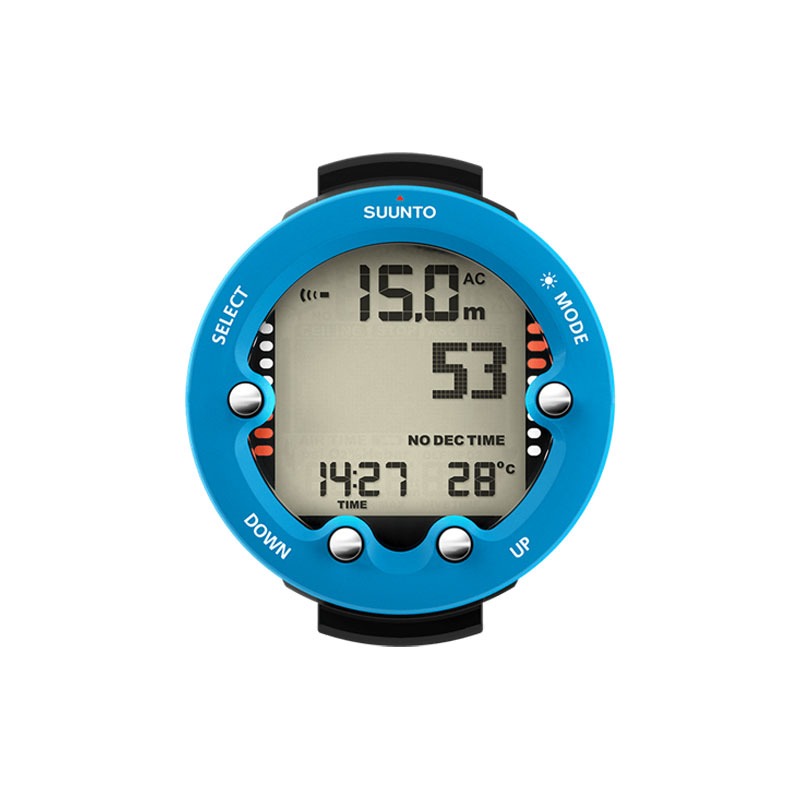 SUUNTO
SELECT
MODE
15,0 m AC
53
NO DEC TIME
14:27 28°C
TIME
DOWN
UP